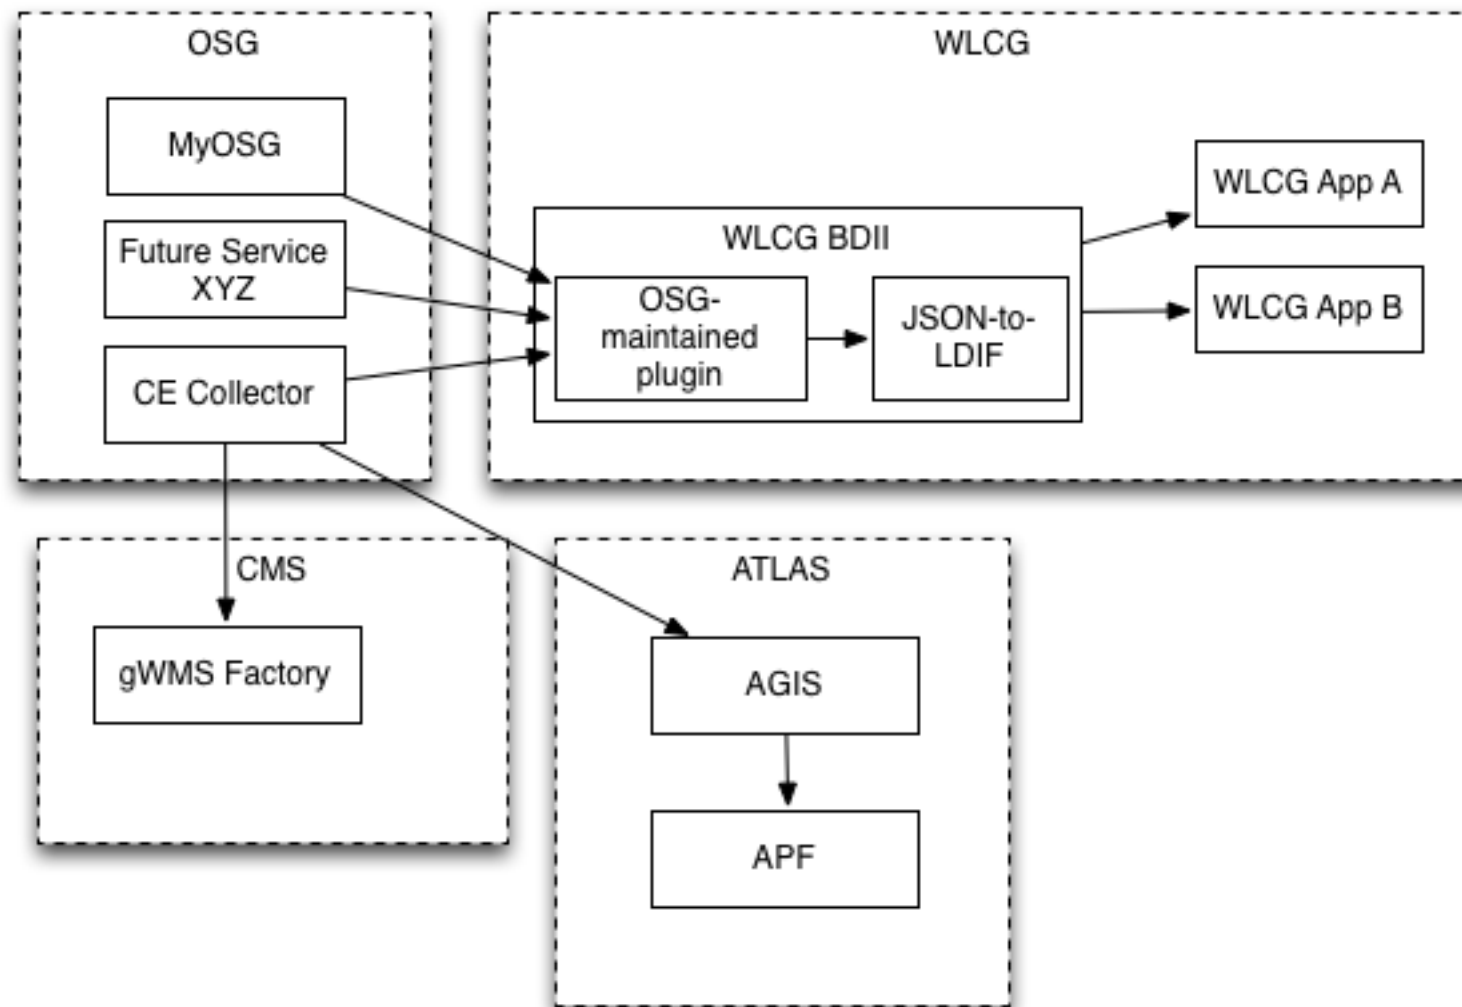 OSG
MyOSG
Future Service
XYZ
CE Collector
WLCG
WLCG BDII
OSG-
maintained
plugin
JSON-to-
LDIF
WLCG App A
WLCG App B
CMS
gWMS Factory
ATLAS
AGIS
APF